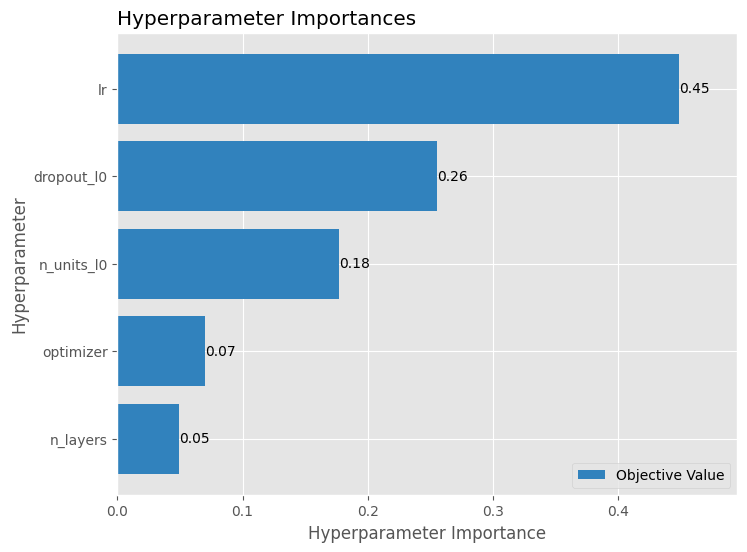 Hyperparameter Importances
Hyperparameter
lr
0.45
dropout_l0
0.26
n_units_l0
0.18
optimizer
0.07
n_layers
0.05
Objective Value
0.0 0.1 0.2 0.3 0.4
Hyperparameter Importance